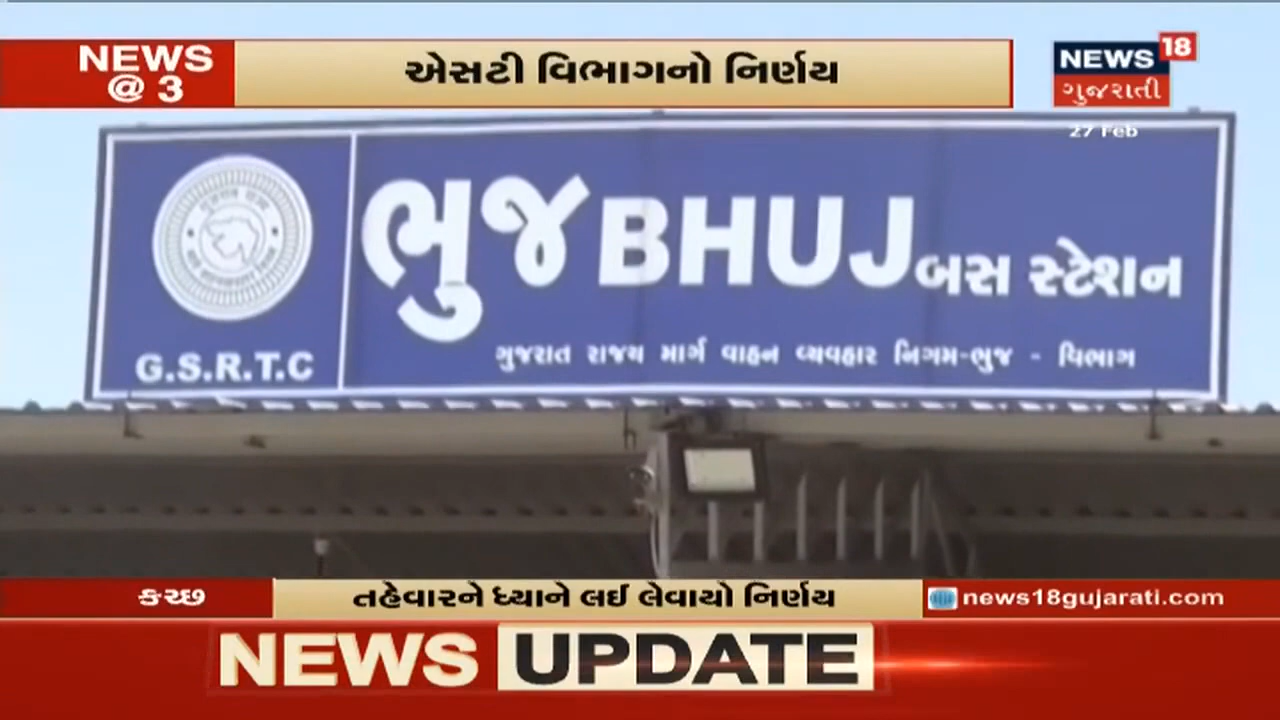 NEWS
@ 3
એસટી વિભાગનો નિર્ણય
NEWS 18
ગુજરાતી
27 Feb
ભુજ BHUJ બસ સ્ટેશન
G.S.R.T.C
ગુજરાત રાજ્ય માર્ગ વાહન વ્યવહાર નિગમ-ભુજ - વિભાગ
કચ્છ
તહેવારને ધ્યાને લઈ લેવાયો નિર્ણય
news18gujarati.com
NEWS UPDATE